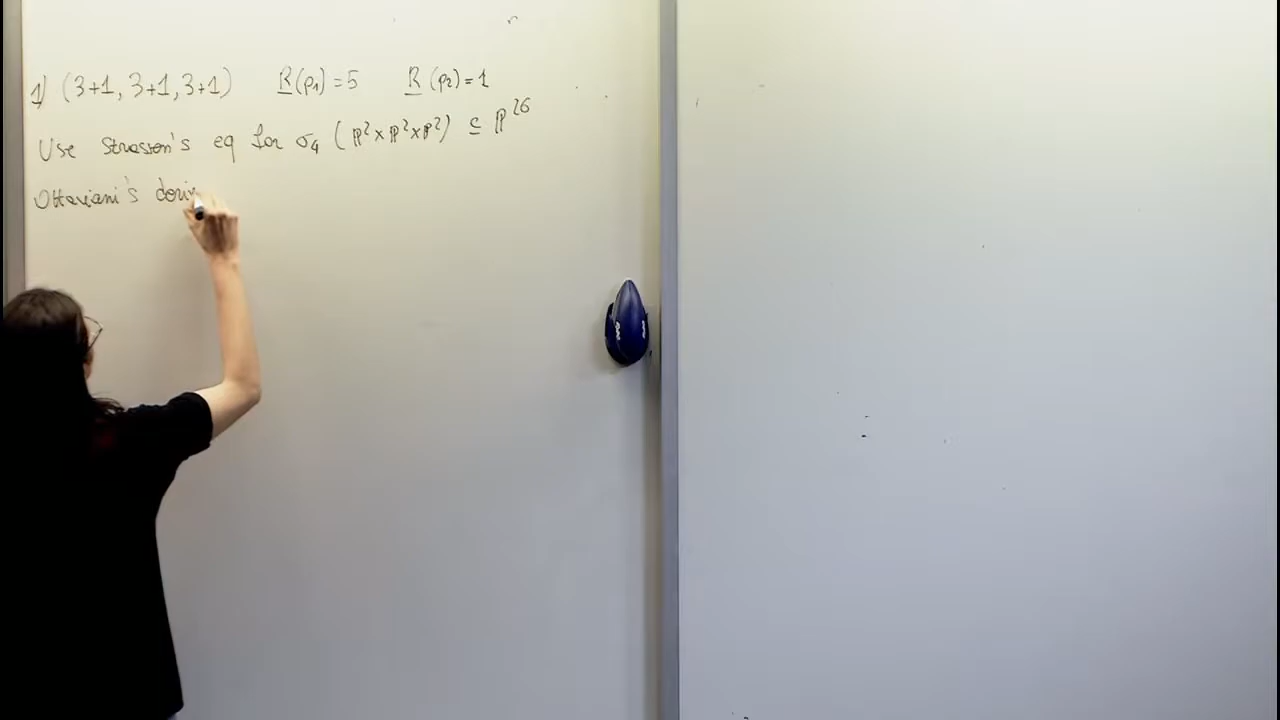 1) (3+1, 3+1, 3+1) R(p1)=5 R(p2)=1
Use Strassen's eq for σ4 (ℙ²×ℙ²×ℙ²) ⊆ ℙ²⁶
Ottaviani's deriv